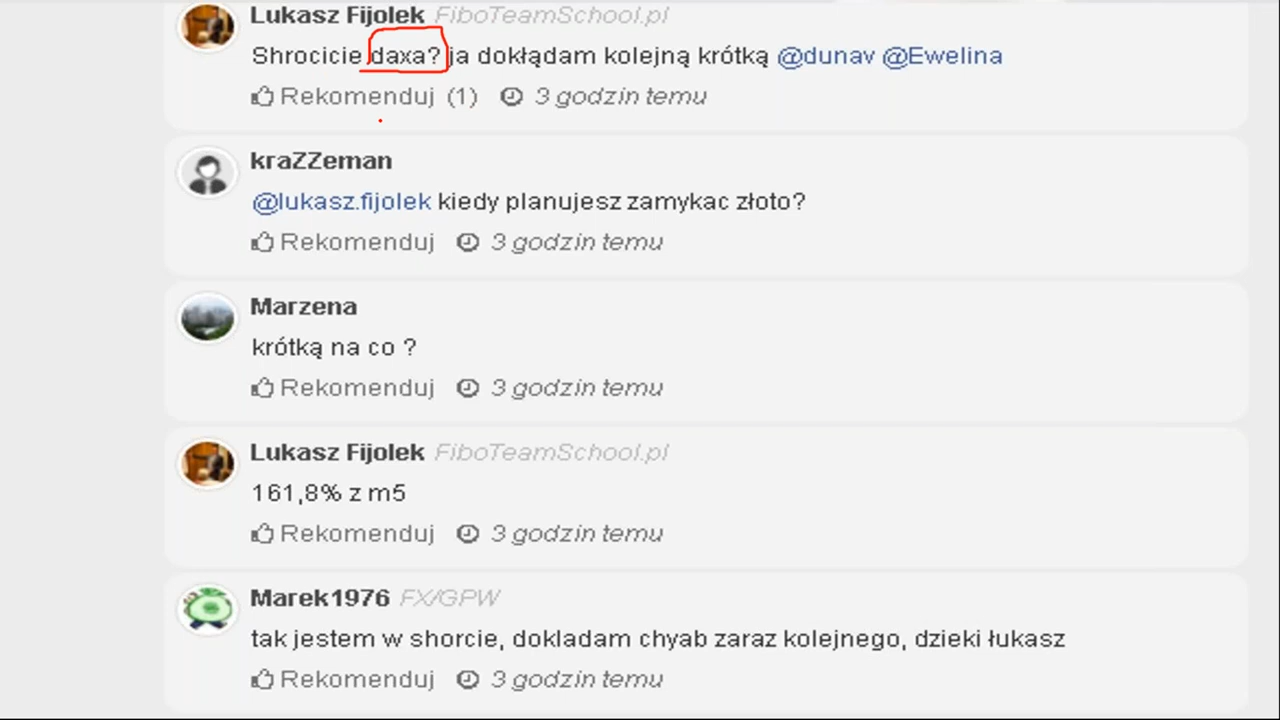 Lukasz Fijolek FiboTeamSchool.pl
Shrocicie daxa? ja dokłądam kolejną krótką @dunav @Ewelina
Rekomenduj (1) 3 godzin temu
kraZZeman
@lukasz.fijolek kiedy planujesz zamykac złoto?
Rekomenduj 3 godzin temu
Marzena
krótką na co ?
Rekomenduj 3 godzin temu
Lukasz Fijolek FiboTeamSchool.pl
161,8% z m5
Rekomenduj 3 godzin temu
Marek1976 FX/GPW
tak jestem w shorcie, dokladam chyab zaraz kolejnego, dzieki łukasz
Rekomenduj 3 godzin temu